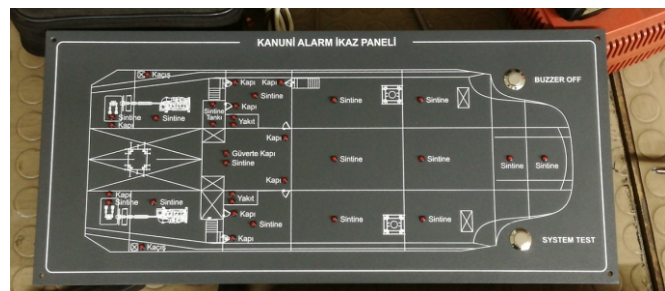 KANUNİ ALARM İKAZ PANELİ
Kaçış
Kapı
Kapı
BUZZER OFF
Sintine
Sintine
Sintine
Kapı
Sintine
Tankı
Sintine
Sintine
Yakıt
Kapı
Kapı
Güverte Kapı
Sintine
Sintine
Sintine
Sintine
Sintine
Kapı
Kapı
Sintine
Sintine
Yakıt
Kapı
Sintine
Sintine
Sintine
Kapı
Kaçış
SYSTEM TEST